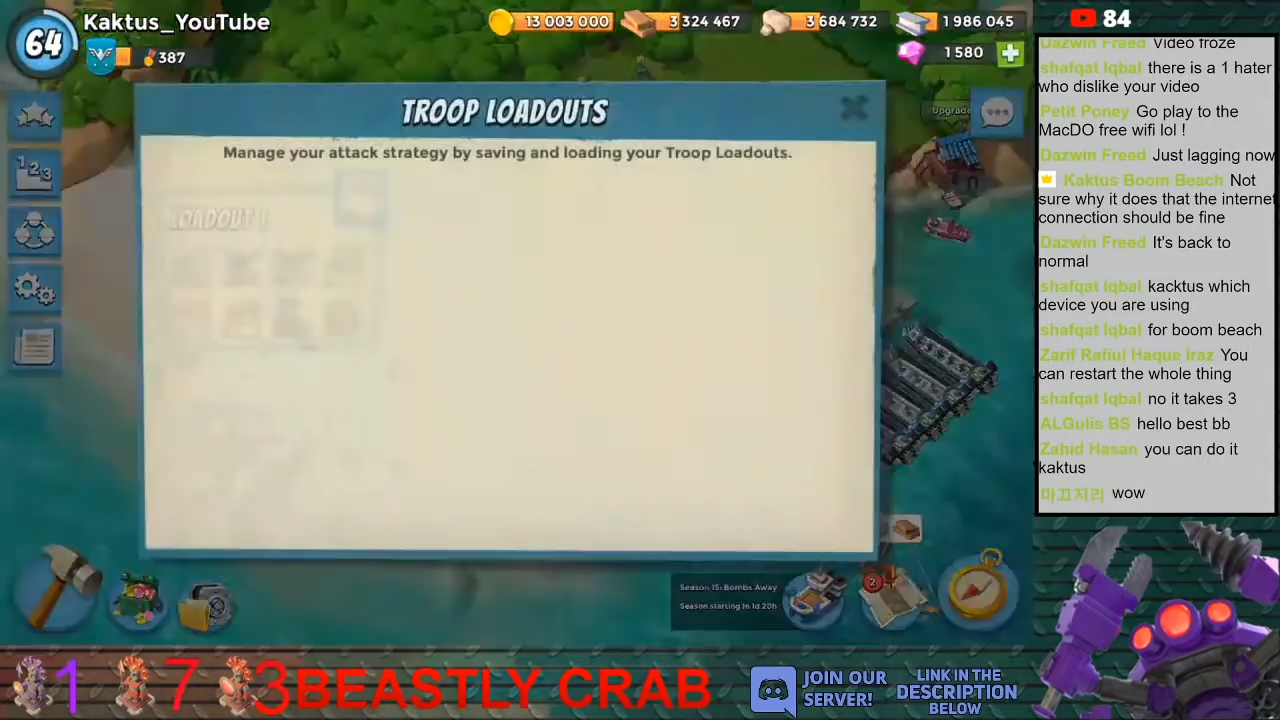 64
Kaktus_YouTube
387
13 003 000
3 324 467
3 684 732
1 986 045
1 580
84
TROOP LOADOUTS
Manage your attack strategy by saving and loading your Troop Loadouts.
LOADOUT 1
Upgrade
123
Dazwin Freed Video froze
shafqat Iqbal there is a 1 hater
who dislike your video
Petit Poney Go play to the
MacDO free wifi lol !
Dazwin Freed Just lagging now
Kaktus Boom Beach Not
sure why it does that the internet
connection should be fine
Dazwin Freed It's back to
normal
shafqat Iqbal kacktus which
device you are using
shafqat Iqbal for boom beach
Zarif Rafiul Haque Iraz You
can restart the whole thing
shafqat Iqbal no it takes 3
ALGulis BS hello best bb
Zahid Hasan you can do it
kaktus
마끄지리 wow
Season 15: Bombs Away
Season starting in 1d 20h
2
1 7 3 BEASTLY CRAB
JOIN OUR
SERVER!
LINK IN THE
DESCRIPTION
BELOW